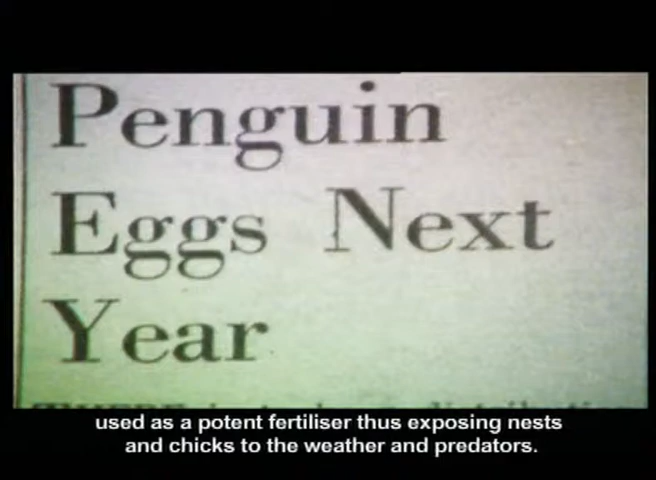 Penguin
Eggs Next
Year
used as a potent fertiliser thus exposing nests
and chicks to the weather and predators.